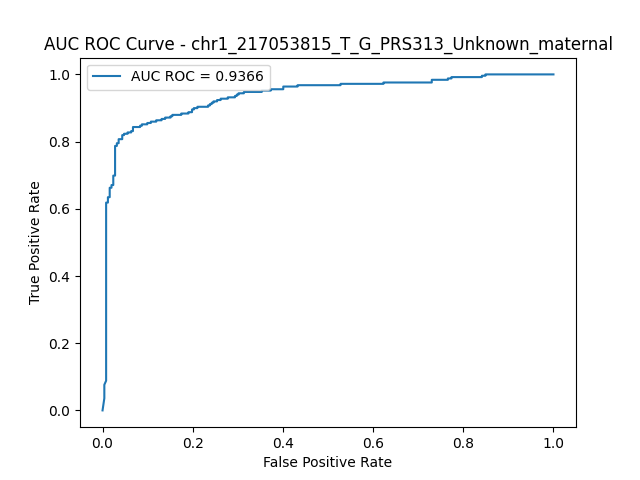 AUC ROC Curve - chr1_217053815_T_G_PRS313_Unknown_maternal
AUC ROC = 0.9366
1.0
0.8
0.6
0.4
0.2
0.0
True Positive Rate
0.0 0.2 0.4 0.6 0.8 1.0
False Positive Rate